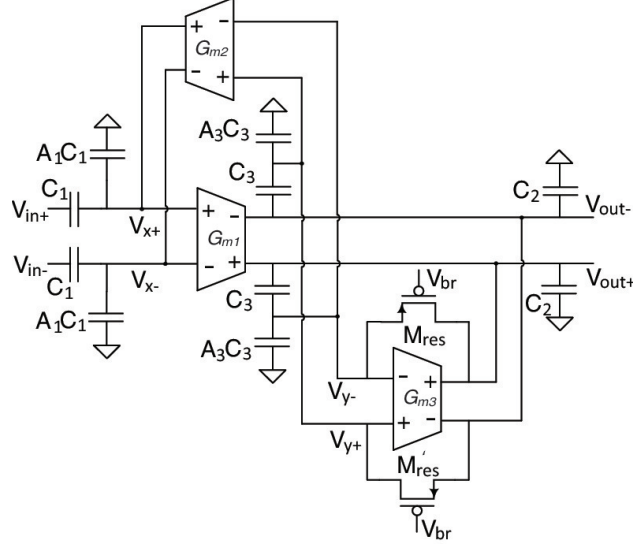 + −
Gm2
− +
A3C3
A1C1
C3
C1
C2
Vin+
Vx+
+ −
Vout-
Gm1
Vin-
Vx-
− +
Vout+
C1
C3
Vbr
C2
A1C1
Mres
A3C3
Vy-
− +
Gm3
+ −
Vy+
M'res
Vbr